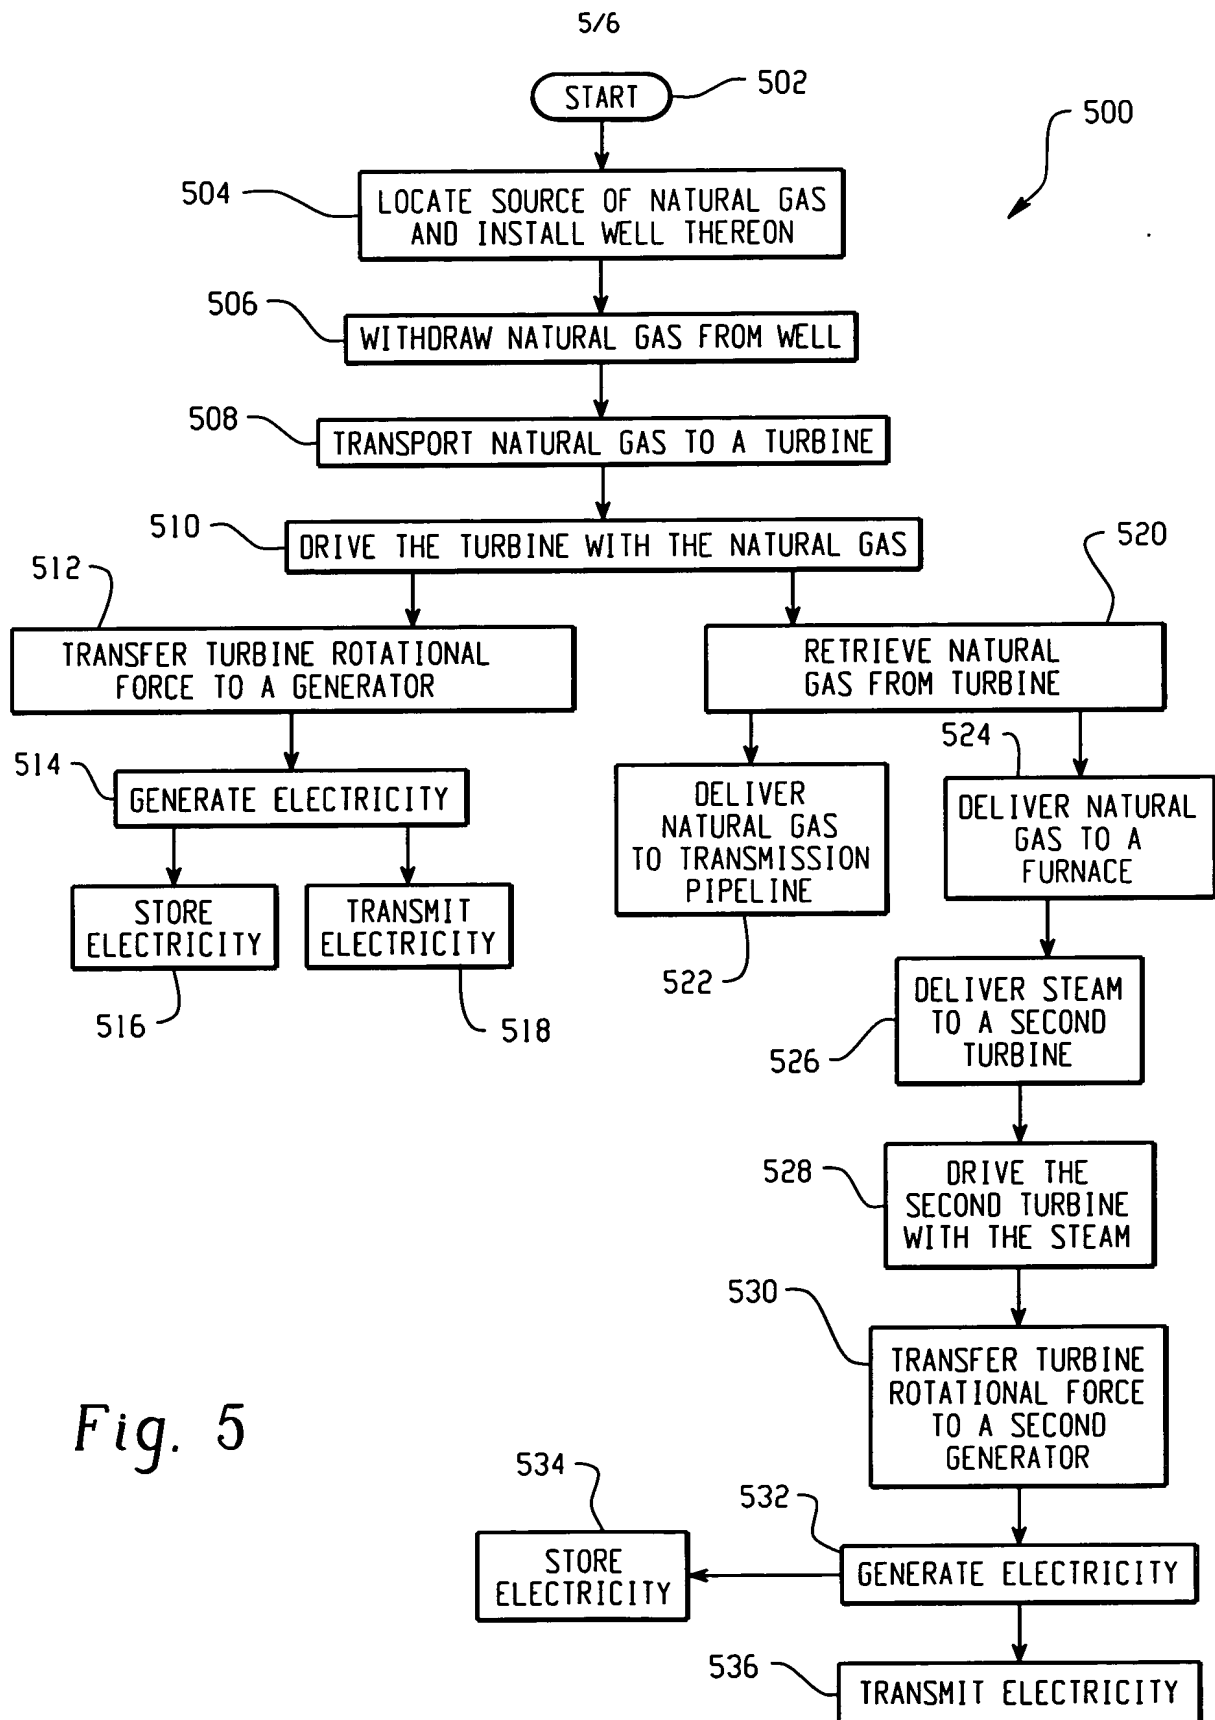 5/6
START
502
500
504
LOCATE SOURCE OF NATURAL GAS
AND INSTALL WELL THEREON
506
WITHDRAW NATURAL GAS FROM WELL
508
TRANSPORT NATURAL GAS TO A TURBINE
510
DRIVE THE TURBINE WITH THE NATURAL GAS
512
TRANSFER TURBINE ROTATIONAL
FORCE TO A GENERATOR
514
GENERATE ELECTRICITY
STORE
ELECTRICITY
516
TRANSMIT
ELECTRICITY
518
520
RETRIEVE NATURAL
GAS FROM TURBINE
DELIVER
NATURAL GAS
TO TRANSMISSION
PIPELINE
522
524
DELIVER NATURAL
GAS TO A
FURNACE
DELIVER STEAM
TO A SECOND
TURBINE
526
528
DRIVE THE
SECOND TURBINE
WITH THE STEAM
530
TRANSFER TURBINE
ROTATIONAL FORCE
TO A SECOND
GENERATOR
532
GENERATE ELECTRICITY
534
STORE
ELECTRICITY
536
TRANSMIT ELECTRICITY
Fig. 5